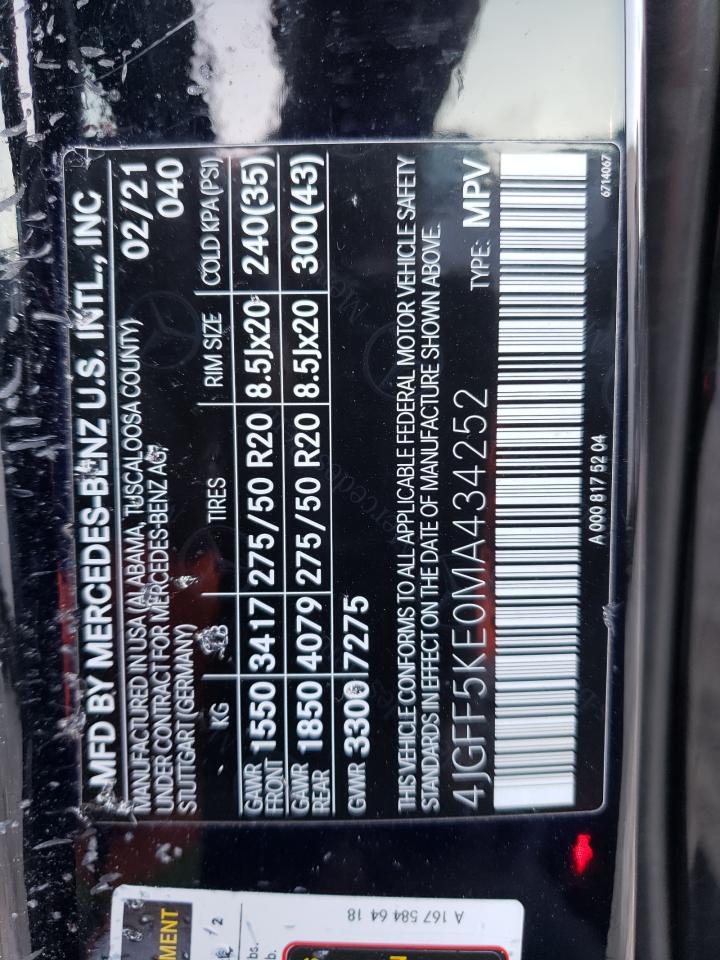 MFD BY MERCEDES-BENZ U.S. INTL., INC
MANUFACTURED IN USA (ALABAMA, TUSCALOOSA COUNTY) 02/21
UNDER CONTRACT FOR MERCEDES-BENZ AG, 040
STUTTGART (GERMANY)
KG LB TIRES RIM SIZE COLD KPA (PSI)
GAWR FRONT 1550 3417 275/50 R20 8.5Jx20 240(35)
GAWR REAR 1850 4079 275/50 R20 8.5Jx20 300(43)
GWR 3300 7275
THIS VEHICLE CONFORMS TO ALL APPLICABLE FEDERAL MOTOR VEHICLE SAFETY
STANDARDS IN EFFECT ON THE DATE OF MANUFACTURE SHOWN ABOVE.
4JGFF5KE0MA434252 TYPE: MPV
A 000 817 52 04
6714067
A 167 584 64 18
MENT
2
bs.
b.